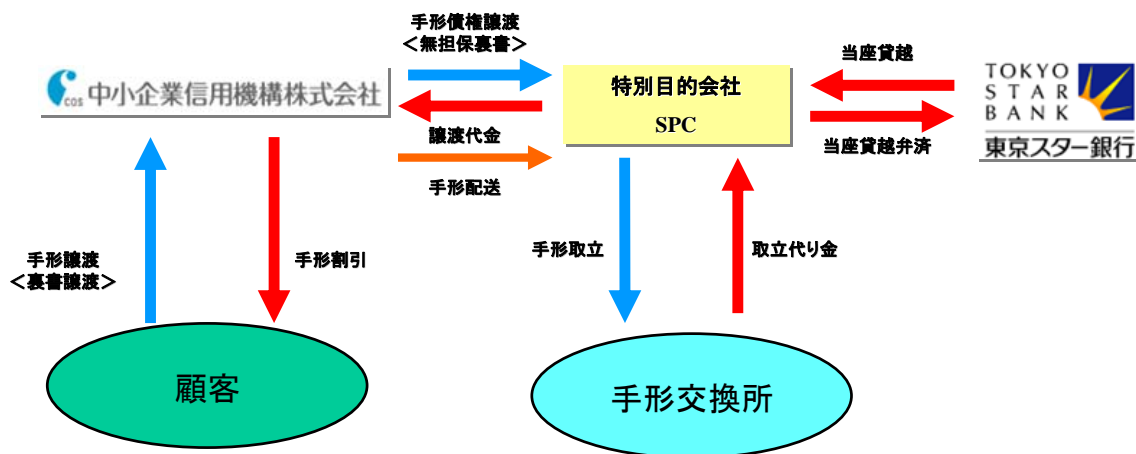 手形債権譲渡
＜無担保裏書＞
cos 中小企業信用機構株式会社
譲渡代金
手形配送
特別目的会社
SPC
当座貸越
当座貸越弁済
TOKYO
STAR
BANK
東京スター銀行
手形譲渡
＜裏書譲渡＞
手形割引
手形取立
取立代り金
顧客
手形交換所